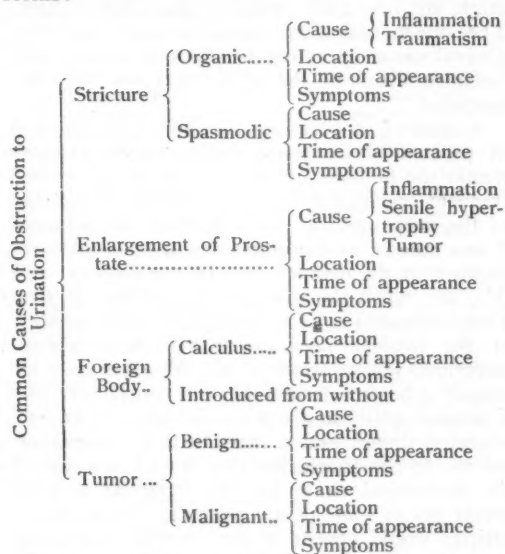 Common Causes of Obstruction to
Urination
Stricture
Organic.....
Cause
Inflammation
Traumatism
Location
Time of appearance
Symptoms
Spasmodic
Cause
Location
Time of appearance
Symptoms
Enlargement of Pros-
tate......................
Cause
Inflammation
Senile hyper-
trophy
Tumor
Location
Time of appearance
Symptoms
Foreign
Body..
Calculus.....
Cause
Location
Time of appearance
Symptoms
Introduced from without
Tumor ...
Benign.......
Cause
Location
Time of appearance
Symptoms
Malignant..
Cause
Location
Time of appearance
Symptoms